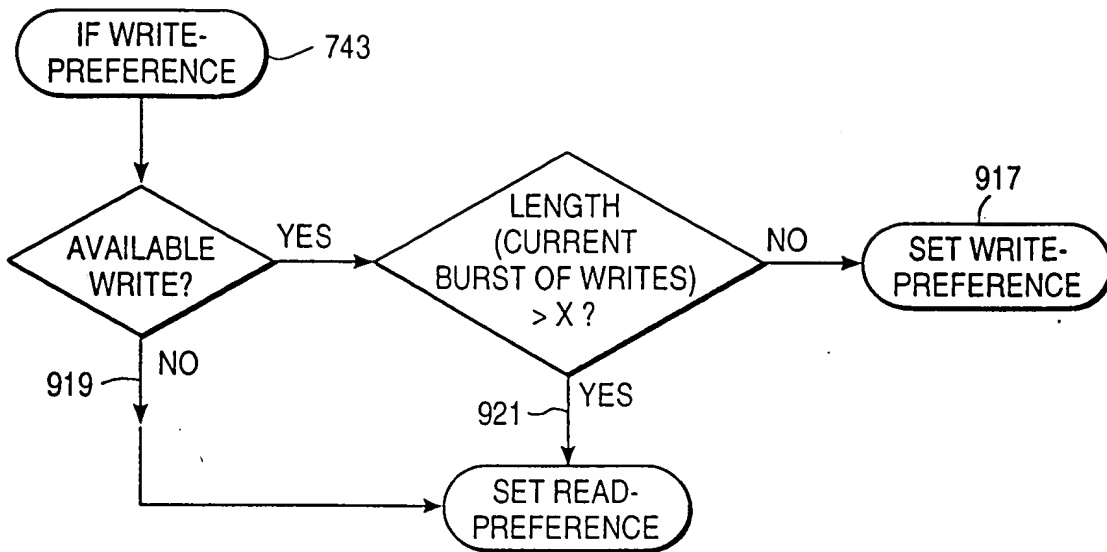 IF WRITE-
PREFERENCE
743
AVAILABLE
WRITE?
YES
LENGTH
(CURRENT
BURST OF WRITES)
> X ?
NO
917
SET WRITE-
PREFERENCE
919
NO
921
YES
SET READ-
PREFERENCE